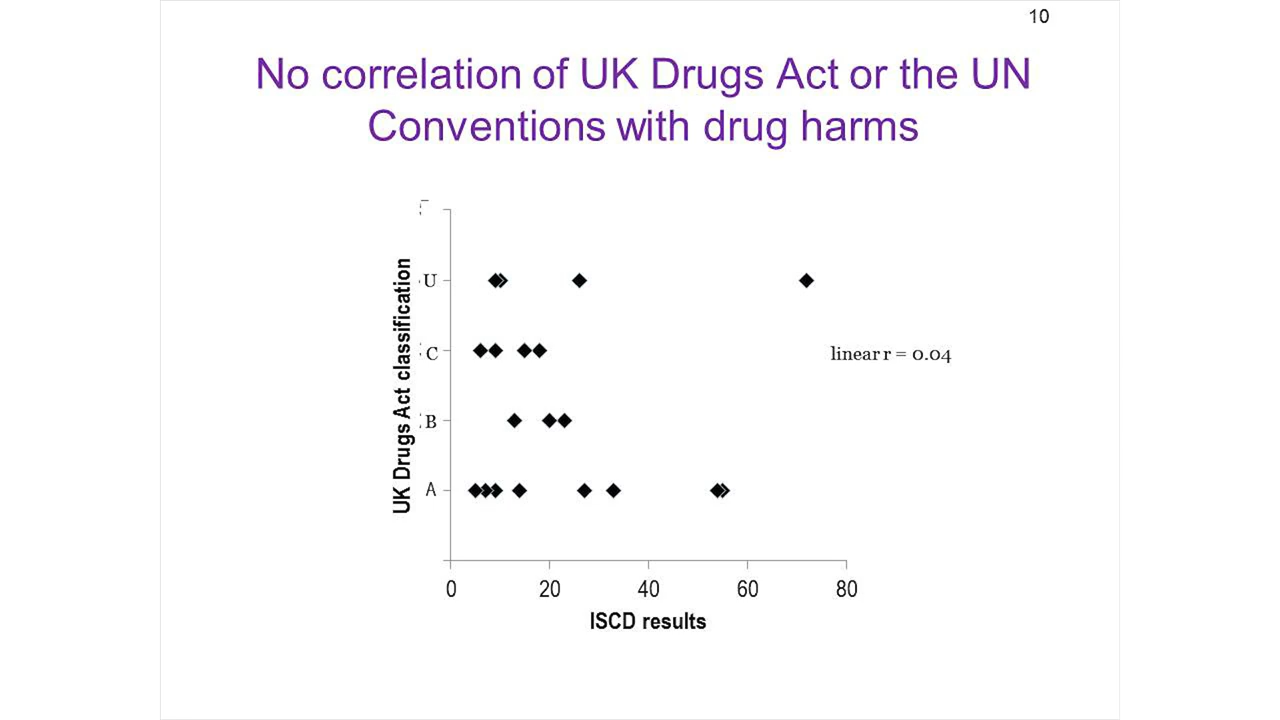 10
No correlation of UK Drugs Act or the UN
Conventions with drug harms
UK Drugs Act classification
U
C
B
A
linear r = 0.04
0 20 40 60 80
ISCD results